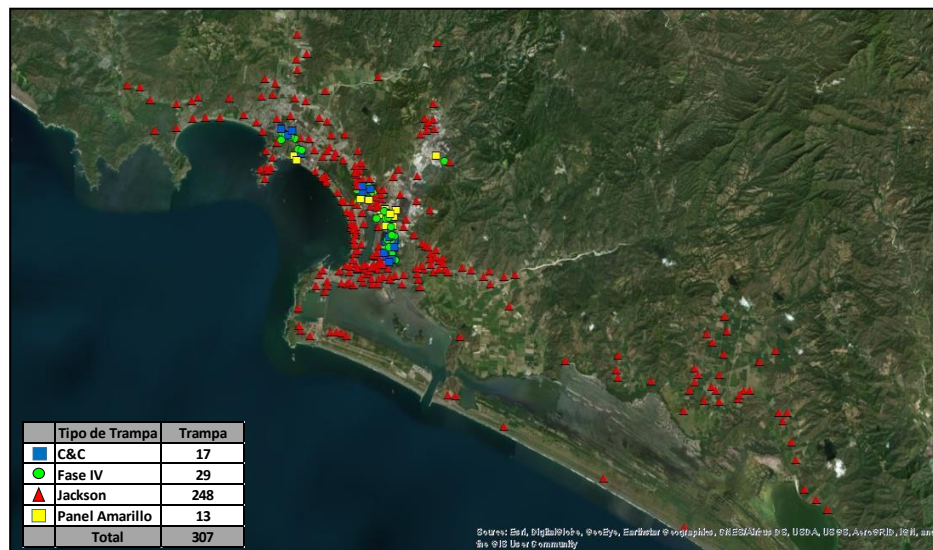 Tipo de Trampa Trampa
C&C 17
Fase IV 29
Jackson 248
Panel Amarillo 13
Total 307
Source: Esri, DigitalGlobe, GeoEye, Earthstar Geographics, CNES/Airbus DS, USDA, USGS, AeroGRID, IGN, and
the GIS User Community